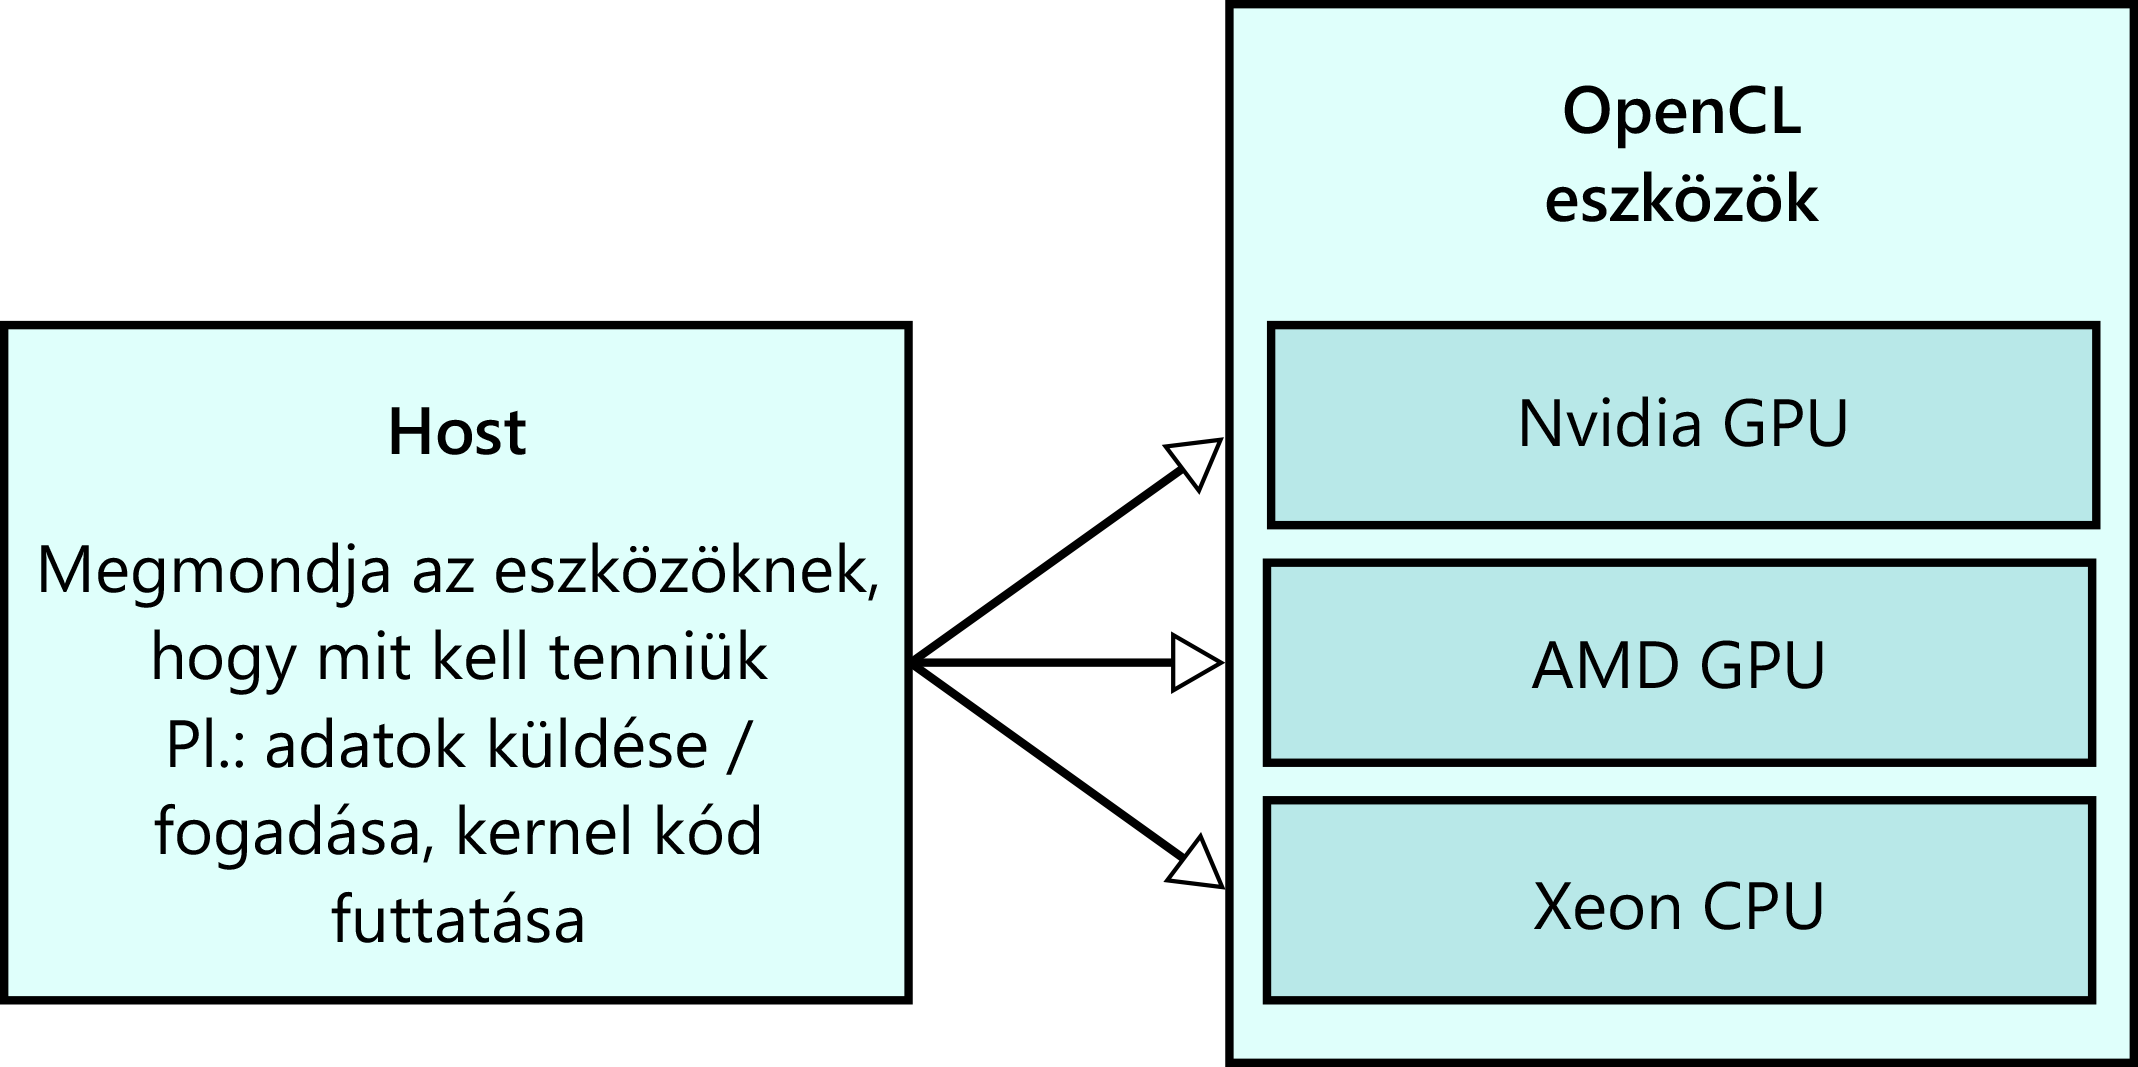 Host
Megmondja az eszközöknek,
hogy mit kell tenniük
Pl.: adatok küldése /
fogadása, kernel kód
futtatása
OpenCL
eszközök
Nvidia GPU
AMD GPU
Xeon CPU